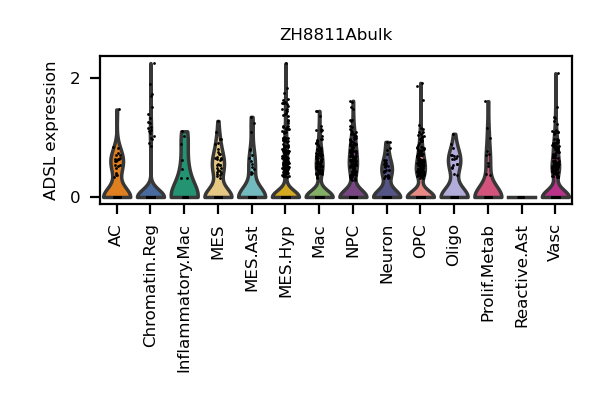 ZH8811Abulk
ADSL expression
2
0
AC
Chromatin.Reg
Inflammatory.Mac
MES
MES.Ast
MES.Hyp
Mac
NPC
Neuron
OPC
Oligo
Prolif.Metab
Reactive.Ast
Vasc